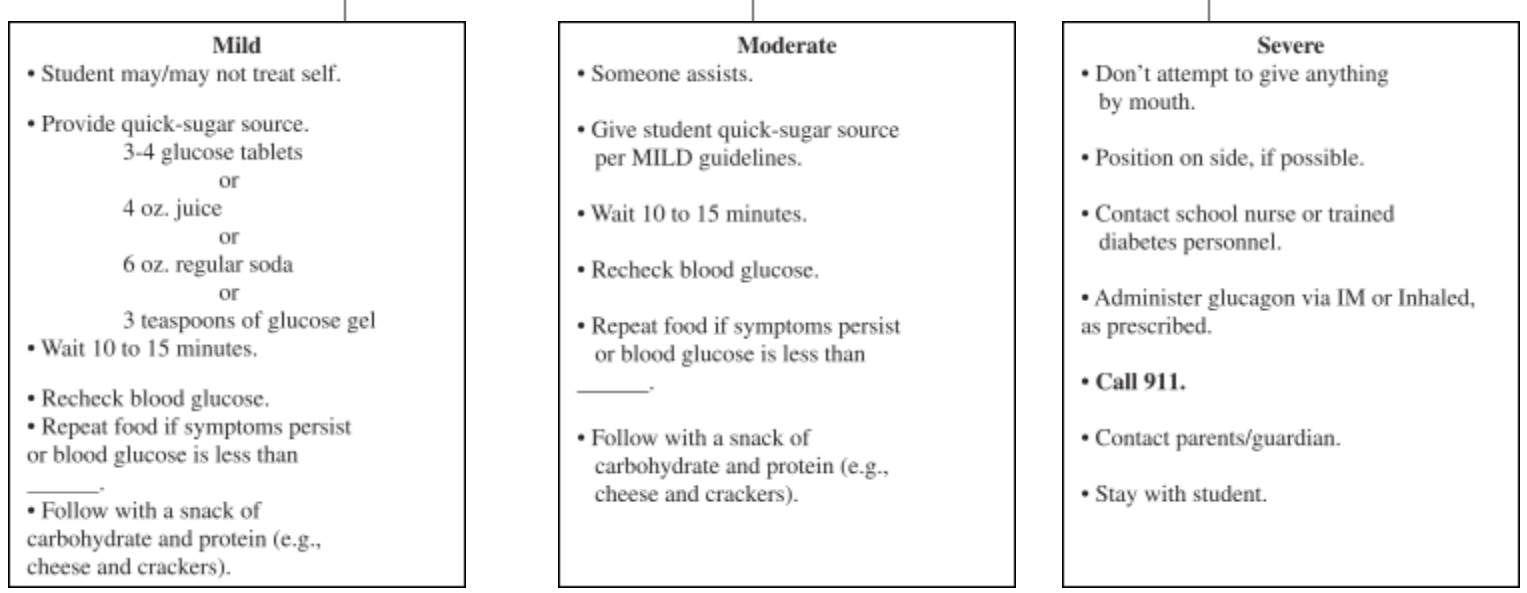 Mild
• Student may/may not treat self.
• Provide quick-sugar source.
3-4 glucose tablets
or
4 oz. juice
or
6 oz. regular soda
or
3 teaspoons of glucose gel
• Wait 10 to 15 minutes.
• Recheck blood glucose.
• Repeat food if symptoms persist
or blood glucose is less than
______.
• Follow with a snack of
carbohydrate and protein (e.g.,
cheese and crackers).
Moderate
• Someone assists.
• Give student quick-sugar source
per MILD guidelines.
• Wait 10 to 15 minutes.
• Recheck blood glucose.
• Repeat food if symptoms persist
or blood glucose is less than
______.
• Follow with a snack of
carbohydrate and protein (e.g.,
cheese and crackers).
Severe
• Don't attempt to give anything
by mouth.
• Position on side, if possible.
• Contact school nurse or trained
diabetes personnel.
• Administer glucagon via IM or Inhaled,
as prescribed.
• Call 911.
• Contact parents/guardian.
• Stay with student.